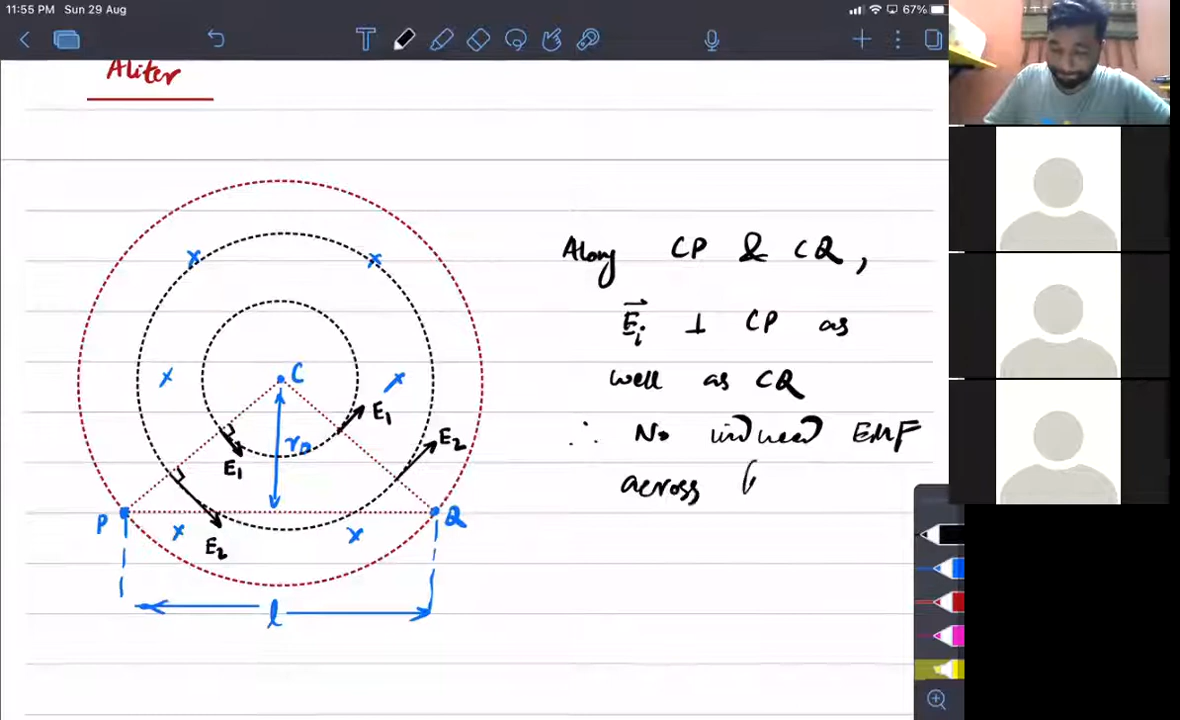 11:55 PM Sun 29 Aug
67%
Aliter
x x
C
x x
E₁
E₂
r₀
E₁
P Q
x x
E₂
l
Along CP & CQ,
E⃗ᵢ ⊥ CP as
well as CQ
∴ No induced EMF
across